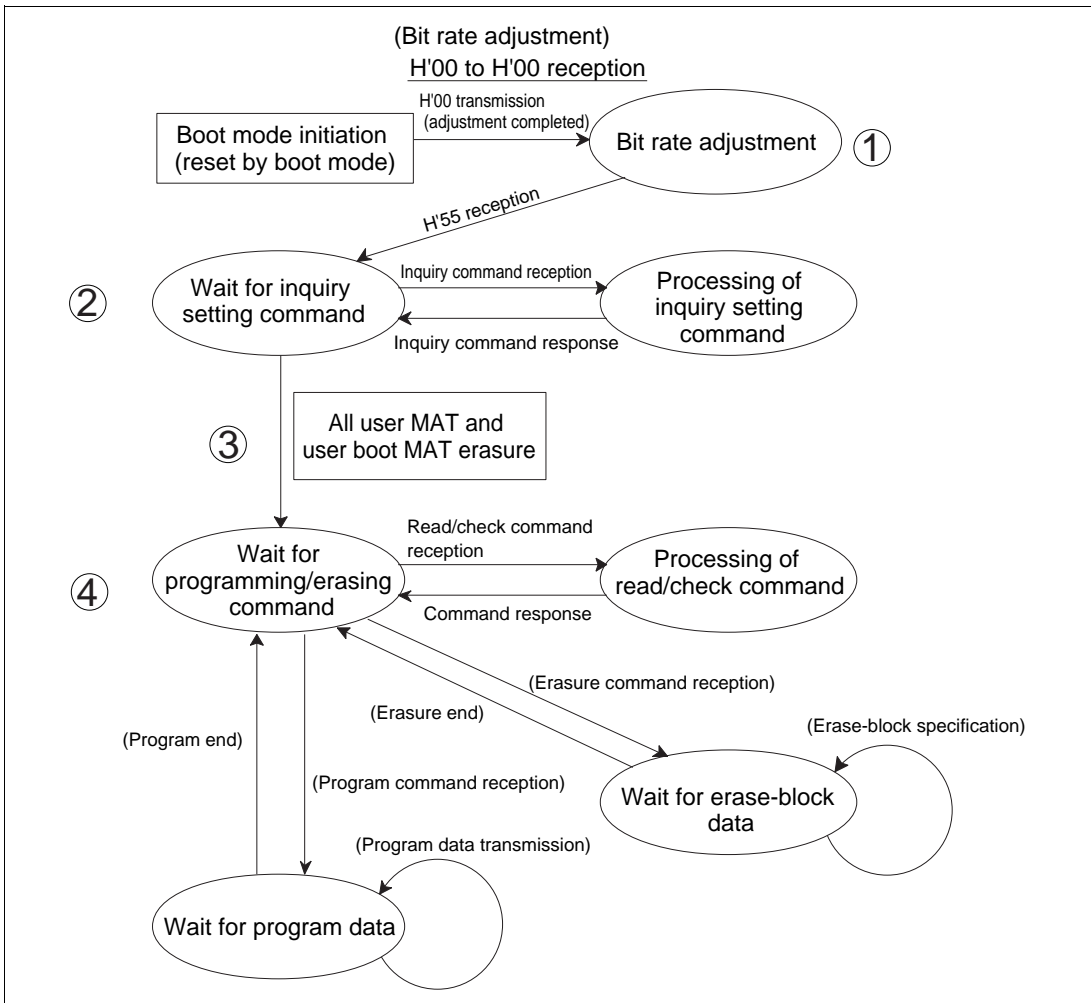 (Bit rate adjustment)
H'00 to H'00 reception
H'00 transmission
(adjustment completed)
Boot mode initiation
(reset by boot mode)
Bit rate adjustment
1
H'55 reception
2
Wait for inquiry
setting command
Inquiry command reception
Processing of
inquiry setting
command
Inquiry command response
3
All user MAT and
user boot MAT erasure
4
Wait for
programming/erasing
command
Read/check command
reception
Processing of
read/check command
Command response
(Erasure command reception)
(Erasure end)
(Program end)
(Erase-block specification)
(Program command reception)
Wait for erase-block
data
(Program data transmission)
Wait for program data